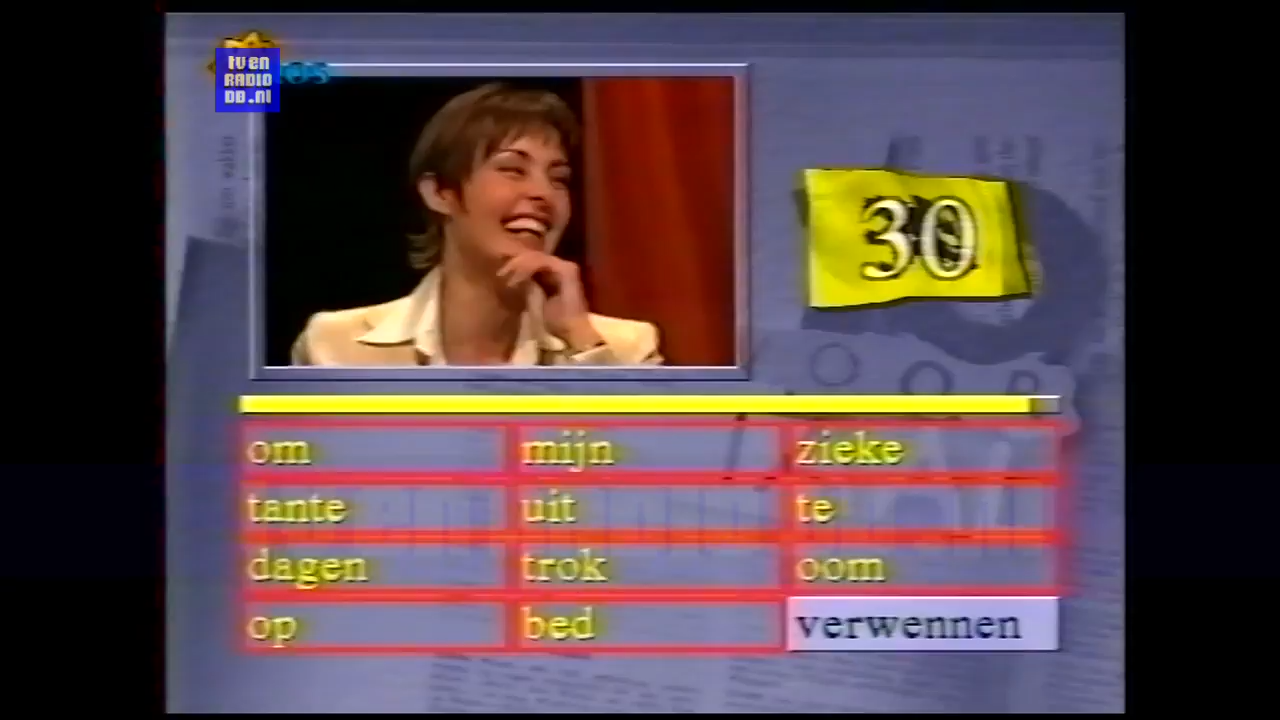 tv en
RADIO
DB.nl
30
om mijn zieke
tante uit te
dagen trok oom
op bed verwennen